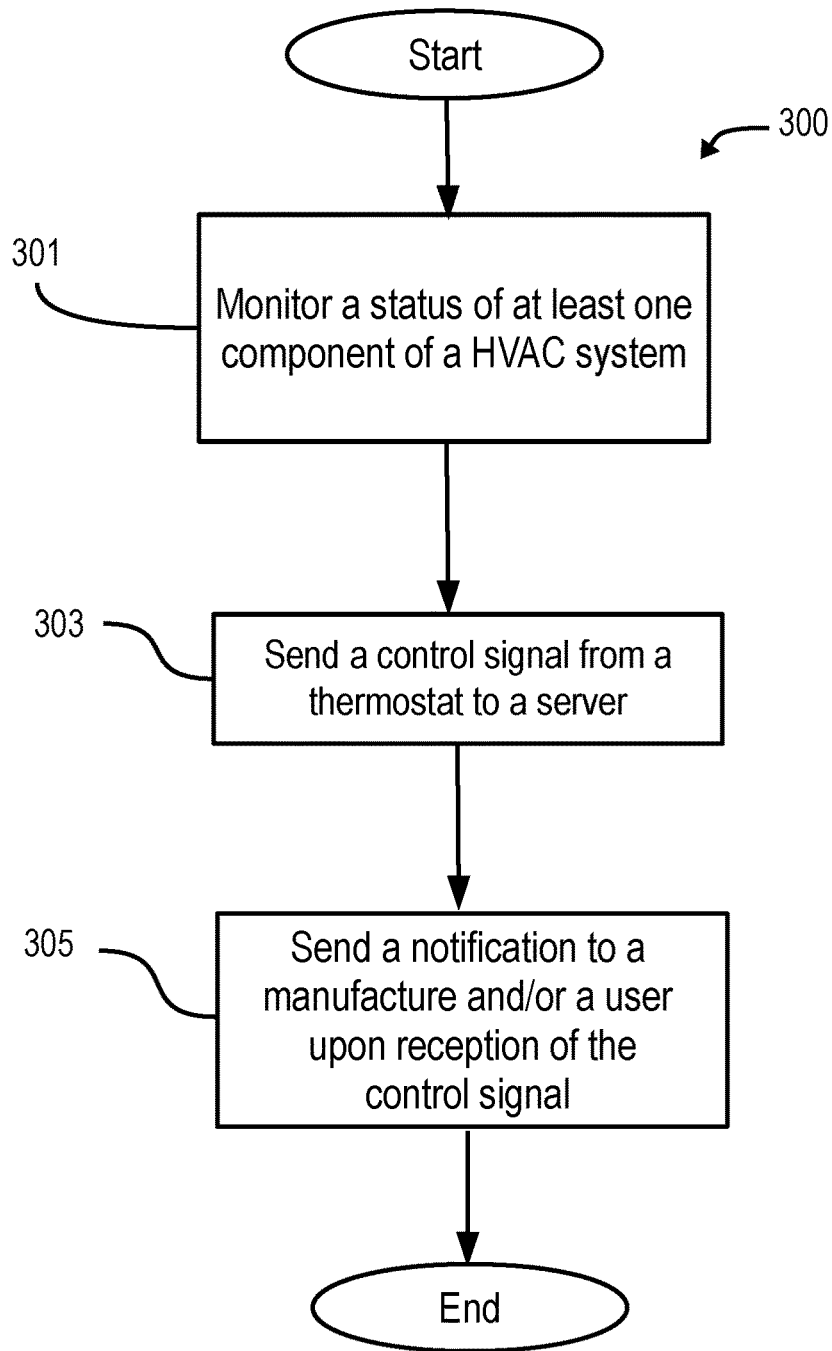 Start
300
301
Monitor a status of at least one
component of a HVAC system
303
Send a control signal from a
thermostat to a server
305
Send a notification to a
manufacture and/or a user
upon reception of the
control signal
End